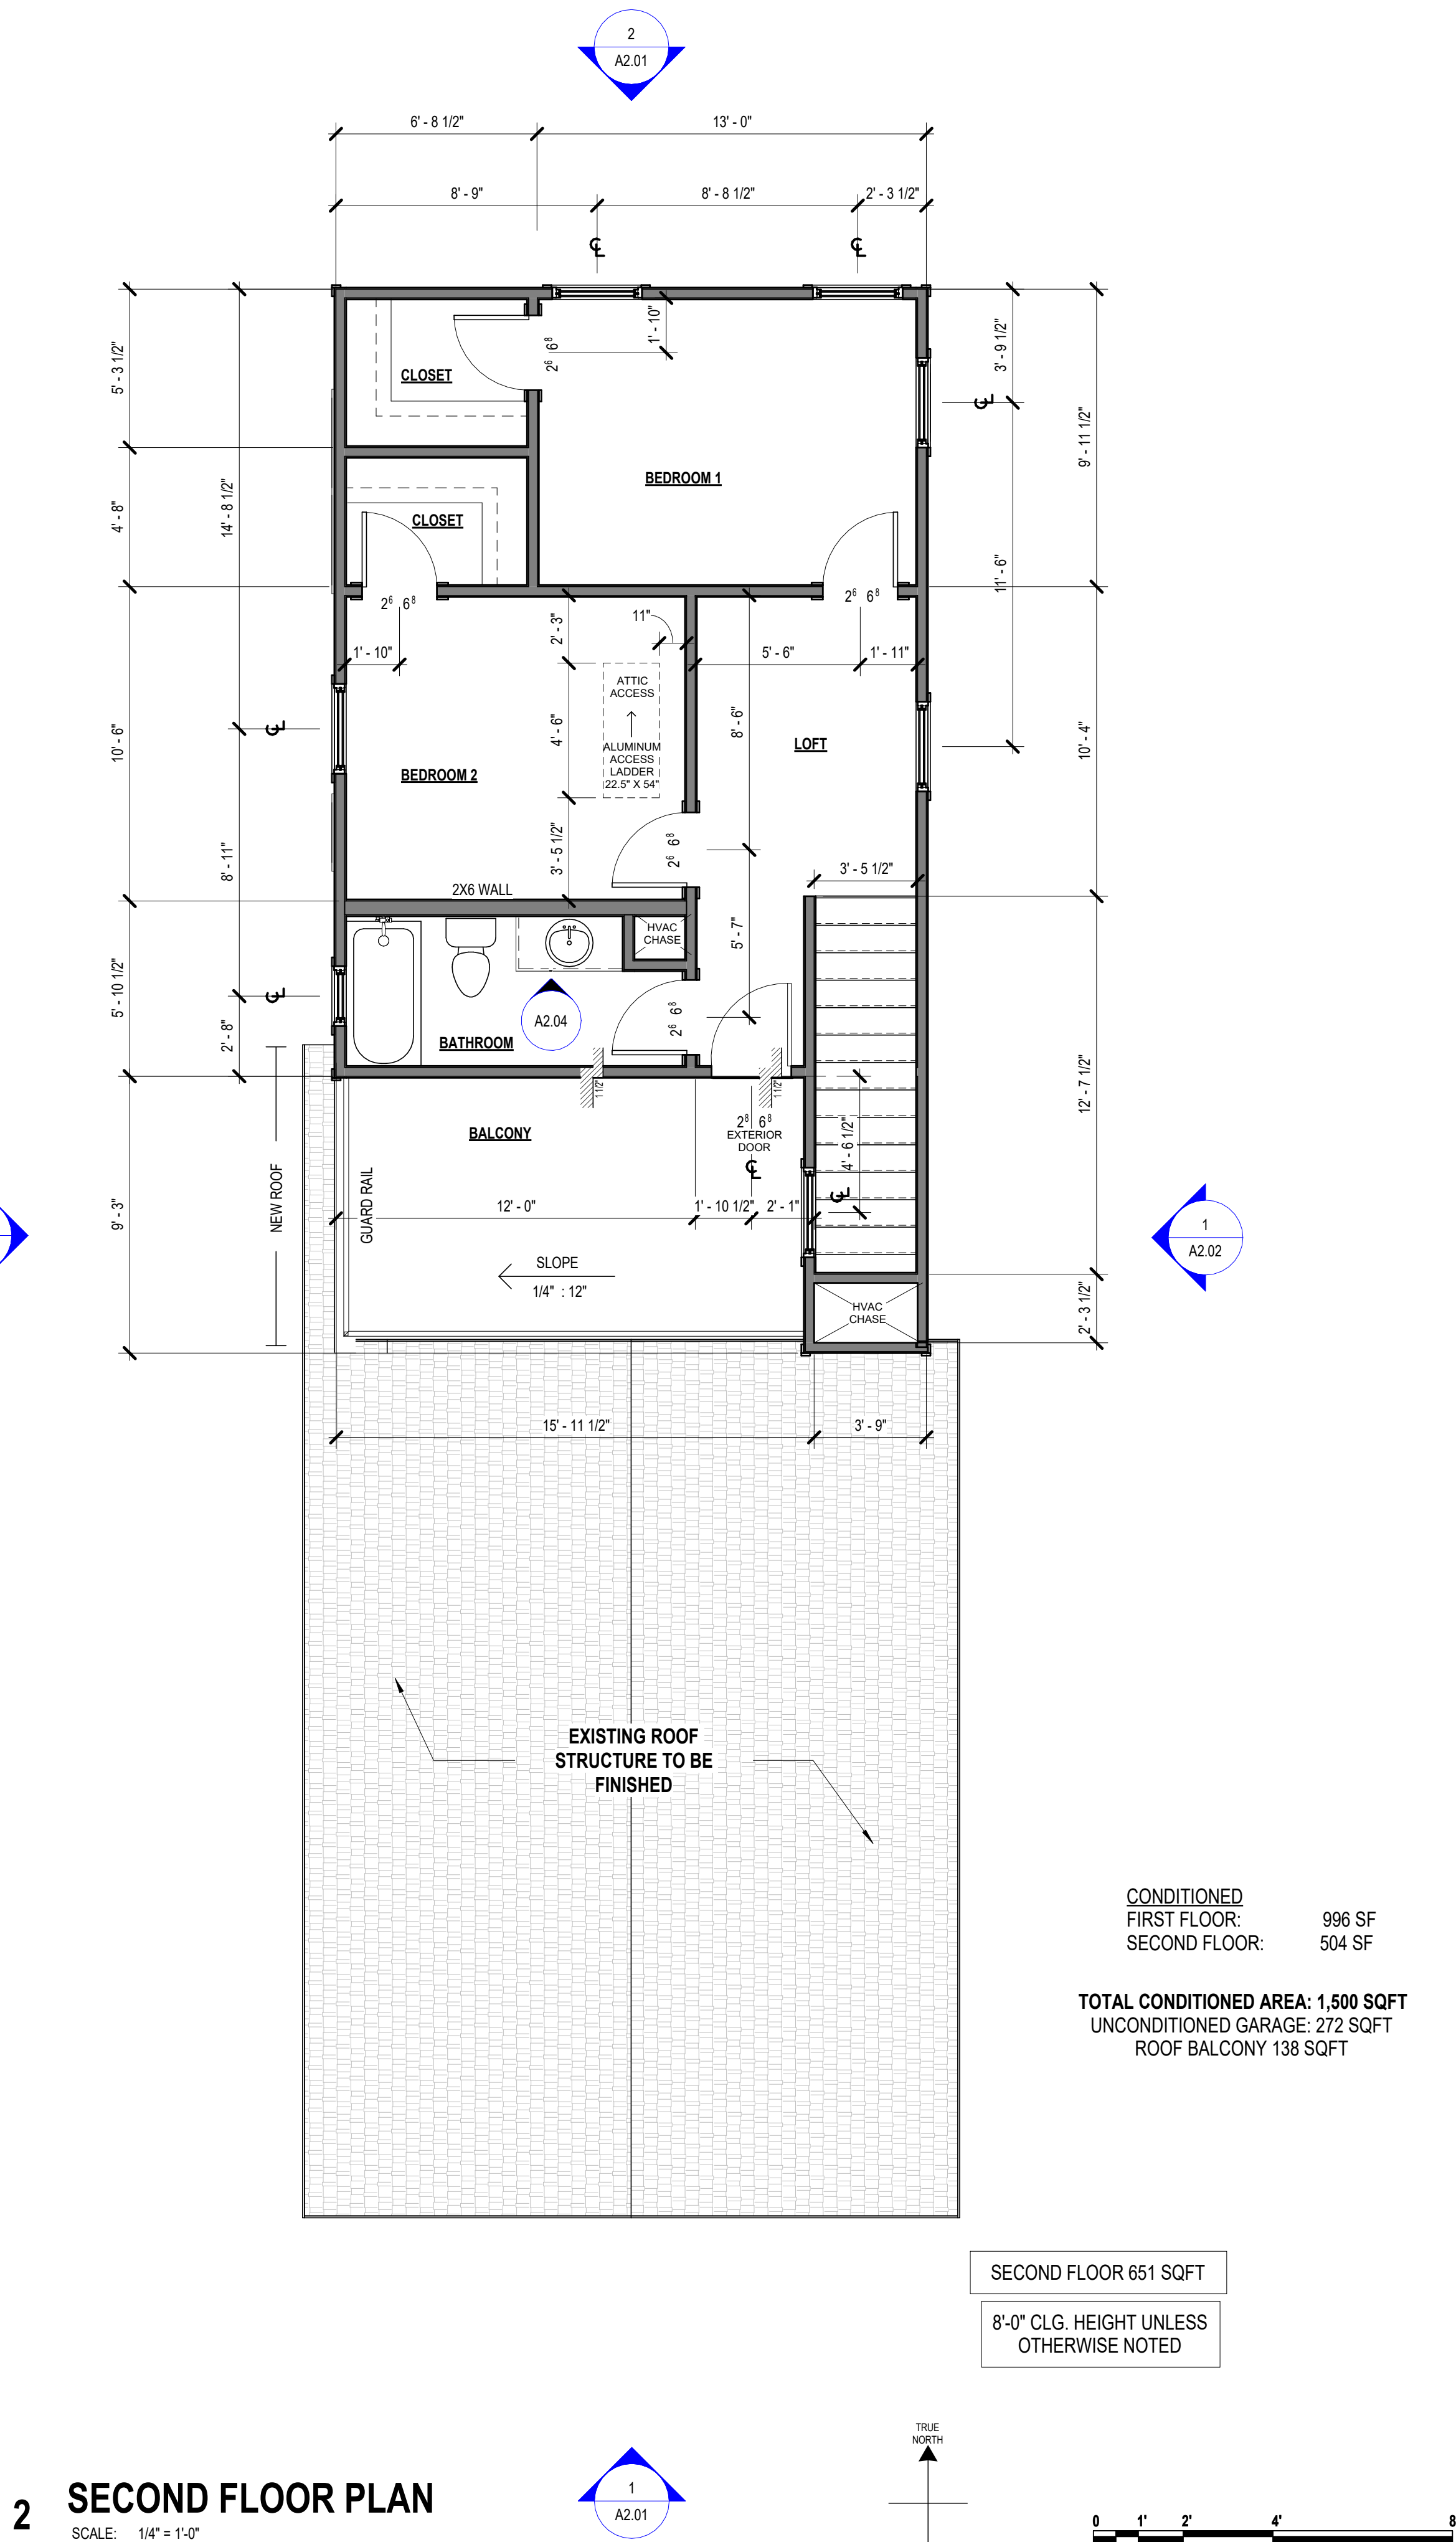 2
A2.01
6' - 8 1/2"
13' - 0"
8' - 9"
8' - 8 1/2"
2' - 3 1/2"
5' - 3 1/2"
4' - 8"
10' - 6"
5' - 10 1/2"
9' - 3"
14' - 8 1/2"
8' - 11"
2' - 8"
CLOSET
2⁶ 6⁸
1' - 10"
3' - 9 1/2"
9' - 11 1/2"
BEDROOM 1
CLOSET
11' - 6"
2⁶ 6⁸
2⁶ 6⁸
1' - 10"
2' - 3"
11"
5' - 6"
1' - 11"
ATTIC
ACCESS
4' - 6"
8' - 6"
ALUMINUM
ACCESS
LADDER
22.5" X 54"
LOFT
10' - 4"
BEDROOM 2
3' - 5 1/2"
2⁶ 6⁸
3' - 5 1/2"
2X6 WALL
HVAC
CHASE
5' - 7"
A2.04
BATHROOM
2⁶ 6⁸
1 1/2"
1 1/2"
12' - 7 1/2"
BALCONY
2⁸ 6⁸
EXTERIOR
DOOR
4' - 6 1/2"
NEW ROOF
GUARD RAIL
12' - 0"
1' - 10 1/2"
2' - 1"
1
A2.02
SLOPE
1/4" : 12"
HVAC
CHASE
2' - 3 1/2"
15' - 11 1/2"
3' - 9"
EXISTING ROOF
STRUCTURE TO BE
FINISHED
CONDITIONED
FIRST FLOOR: 996 SF
SECOND FLOOR: 504 SF
TOTAL CONDITIONED AREA: 1,500 SQFT
UNCONDITIONED GARAGE: 272 SQFT
ROOF BALCONY 138 SQFT
SECOND FLOOR 651 SQFT
8'-0" CLG. HEIGHT UNLESS
OTHERWISE NOTED
TRUE
NORTH
1
A2.01
2 SECOND FLOOR PLAN
SCALE: 1/4" = 1'-0"
0 1' 2' 4' 8